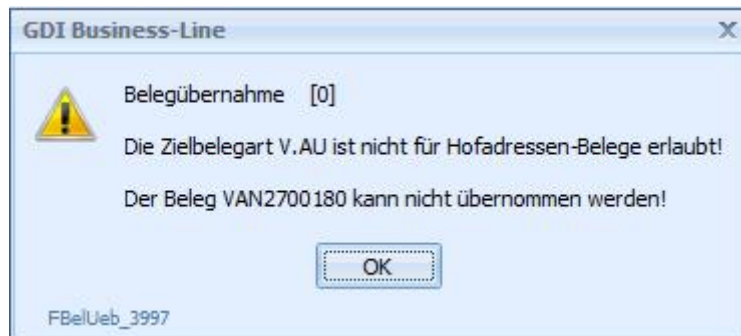 GDI Business-Line
Belegübernahme [0]
Die Zielbelegart V.AU ist nicht für Hofadressen-Belege erlaubt!
Der Beleg VAN2700180 kann nicht übernommen werden!
OK
FBelUeb_3997